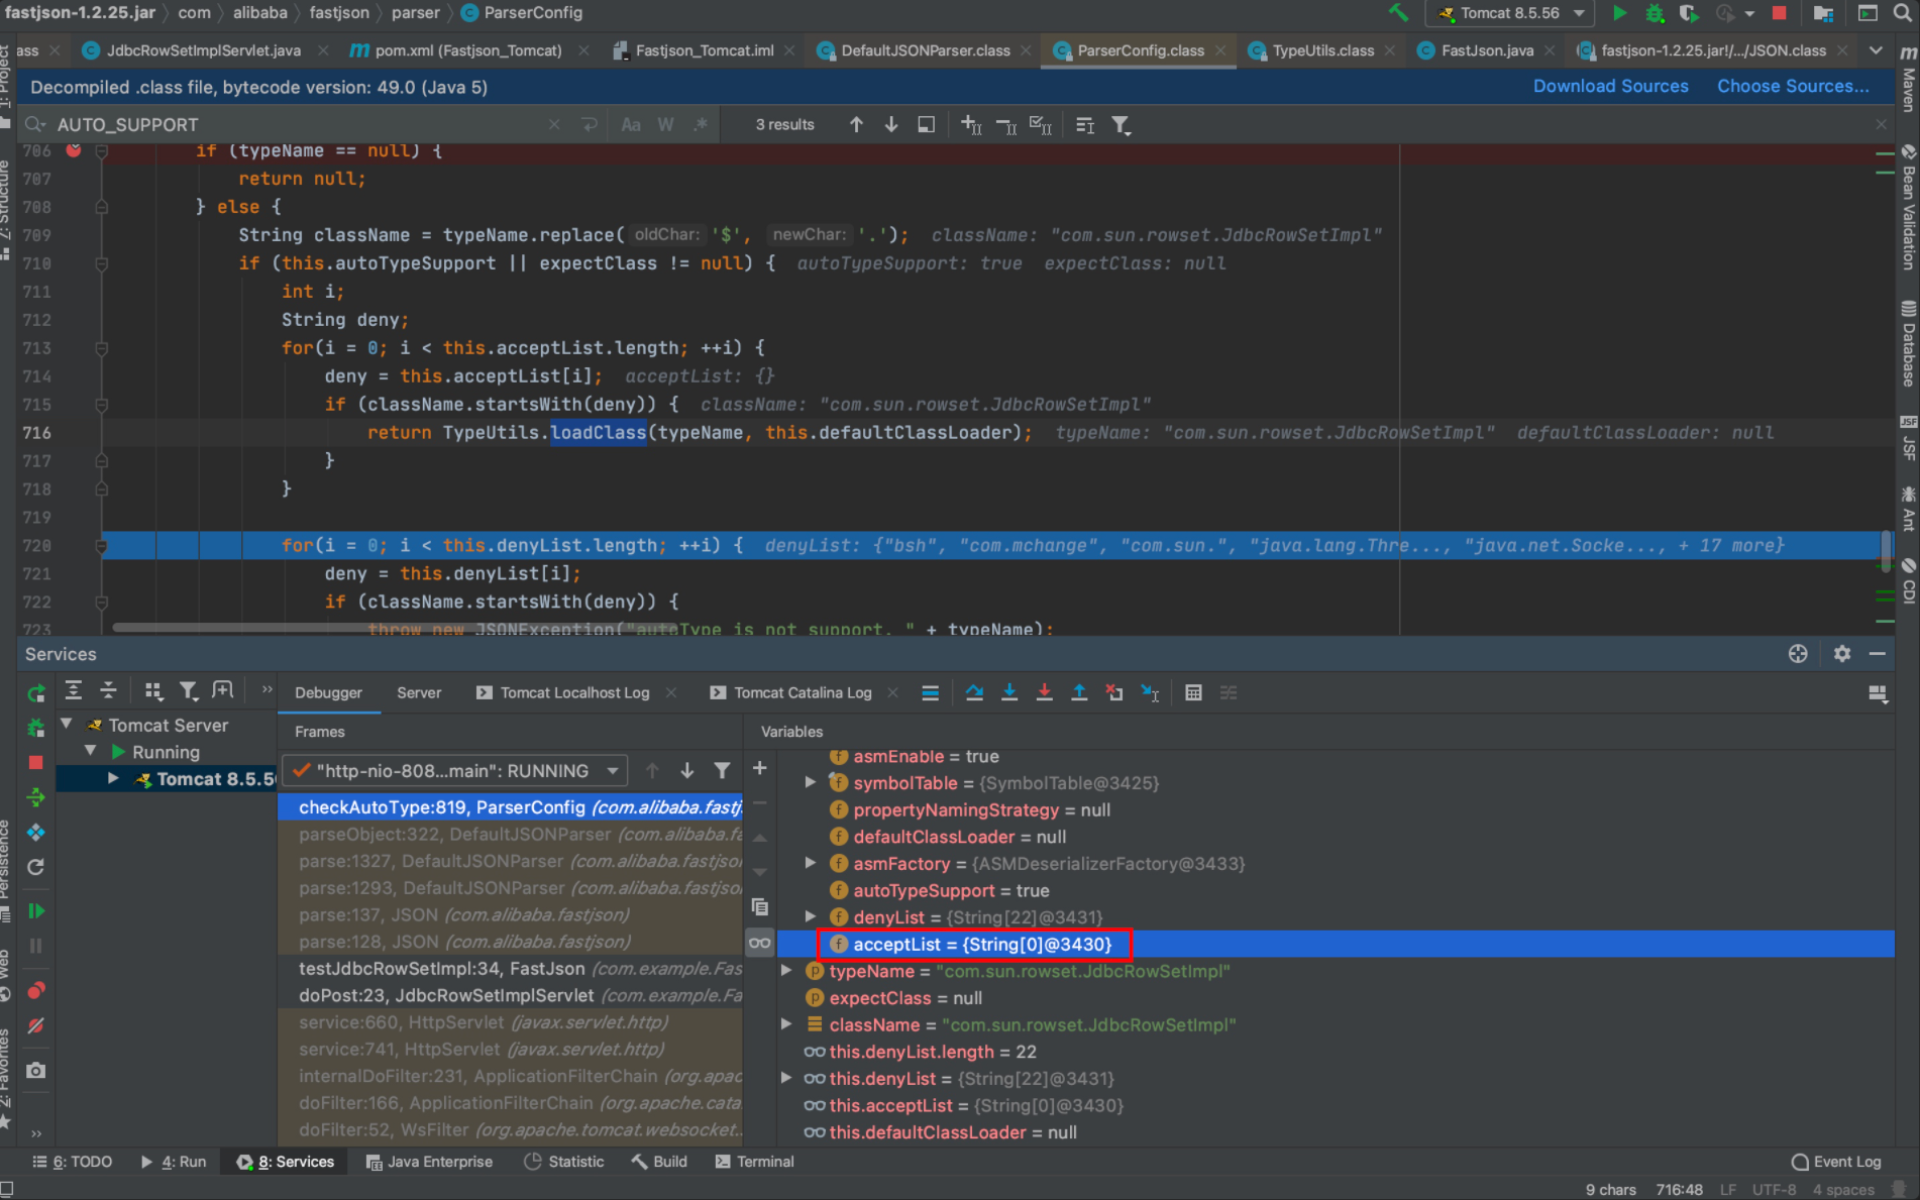 fastjson-1.2.25.jar com alibaba fastjson parser ParserConfig Tomcat 8.5.56
ass JdbcRowSetImplServlet.java pom.xml (Fastjson_Tomcat) Fastjson_Tomcat.iml DefaultJSONParser.class ParserConfig.class TypeUtils.class FastJson.java fastjson-1.2.25.jar!/.../JSON.class
Decompiled .class file, bytecode version: 49.0 (Java 5) Download Sources Choose Sources...
AUTO_SUPPORT Aa W .* 3 results
706 if (typeName == null) {
707 return null;
708 } else {
709 String className = typeName.replace( oldChar: '$', newChar: '.'); className: "com.sun.rowset.JdbcRowSetImpl"
710 if (this.autoTypeSupport || expectClass != null) { autoTypeSupport: true expectClass: null
711 int i;
712 String deny;
713 for(i = 0; i < this.acceptList.length; ++i) {
714 deny = this.acceptList[i]; acceptList: {}
715 if (className.startsWith(deny)) { className: "com.sun.rowset.JdbcRowSetImpl"
716 return TypeUtils.loadClass(typeName, this.defaultClassLoader); typeName: "com.sun.rowset.JdbcRowSetImpl" defaultClassLoader: null
717 }
718 }
719
720 for(i = 0; i < this.denyList.length; ++i) { denyList: {"bsh", "com.mchange", "com.sun.", "java.lang.Thre..., "java.net.Socke..., + 17 more}
721 deny = this.denyList[i];
722 if (className.startsWith(deny)) {
723 throw new JSONException("autoType is not support. " + typeName);
Services
Debugger Server Tomcat Localhost Log Tomcat Catalina Log
Tomcat Server
Running
Tomcat 8.5.5
Frames
"http-nio-808...main": RUNNING
checkAutoType:819, ParserConfig (com.alibaba.fastj
parseObject:322, DefaultJSONParser (com.alibaba.fa
parse:1327, DefaultJSONParser (com.alibaba.fastjso
parse:1293, DefaultJSONParser (com.alibaba.fastjso
parse:137, JSON (com.alibaba.fastjson)
parse:128, JSON (com.alibaba.fastjson)
testJdbcRowSetImpl:34, FastJson (com.example.Fas
doPost:23, JdbcRowSetImplServlet (com.example.Fa
service:660, HttpServlet (javax.servlet.http)
service:741, HttpServlet (javax.servlet.http)
internalDoFilter:231, ApplicationFilterChain (org.apac
doFilter:166, ApplicationFilterChain (org.apache.cata
doFilter:52, WsFilter (org.apache.tomcat.websocket..
Variables
asmEnable = true
symbolTable = {SymbolTable@3425}
propertyNamingStrategy = null
defaultClassLoader = null
asmFactory = {ASMDeserializerFactory@3433}
autoTypeSupport = true
denyList = {String[22]@3431}
acceptList = {String[0]@3430}
typeName = "com.sun.rowset.JdbcRowSetImpl"
expectClass = null
className = "com.sun.rowset.JdbcRowSetImpl"
this.denyList.length = 22
this.denyList = {String[22]@3431}
this.acceptList = {String[0]@3430}
this.defaultClassLoader = null
1: Project
Z: Structure
Persistence
Web
2: Favorites
Maven
Bean Validation
Database
JSF
JSF
Ant
CDI
6: TODO 4: Run 8: Services Java Enterprise Statistic Build Terminal Event Log
9 chars 716:48 LF UTF-8 4 spaces